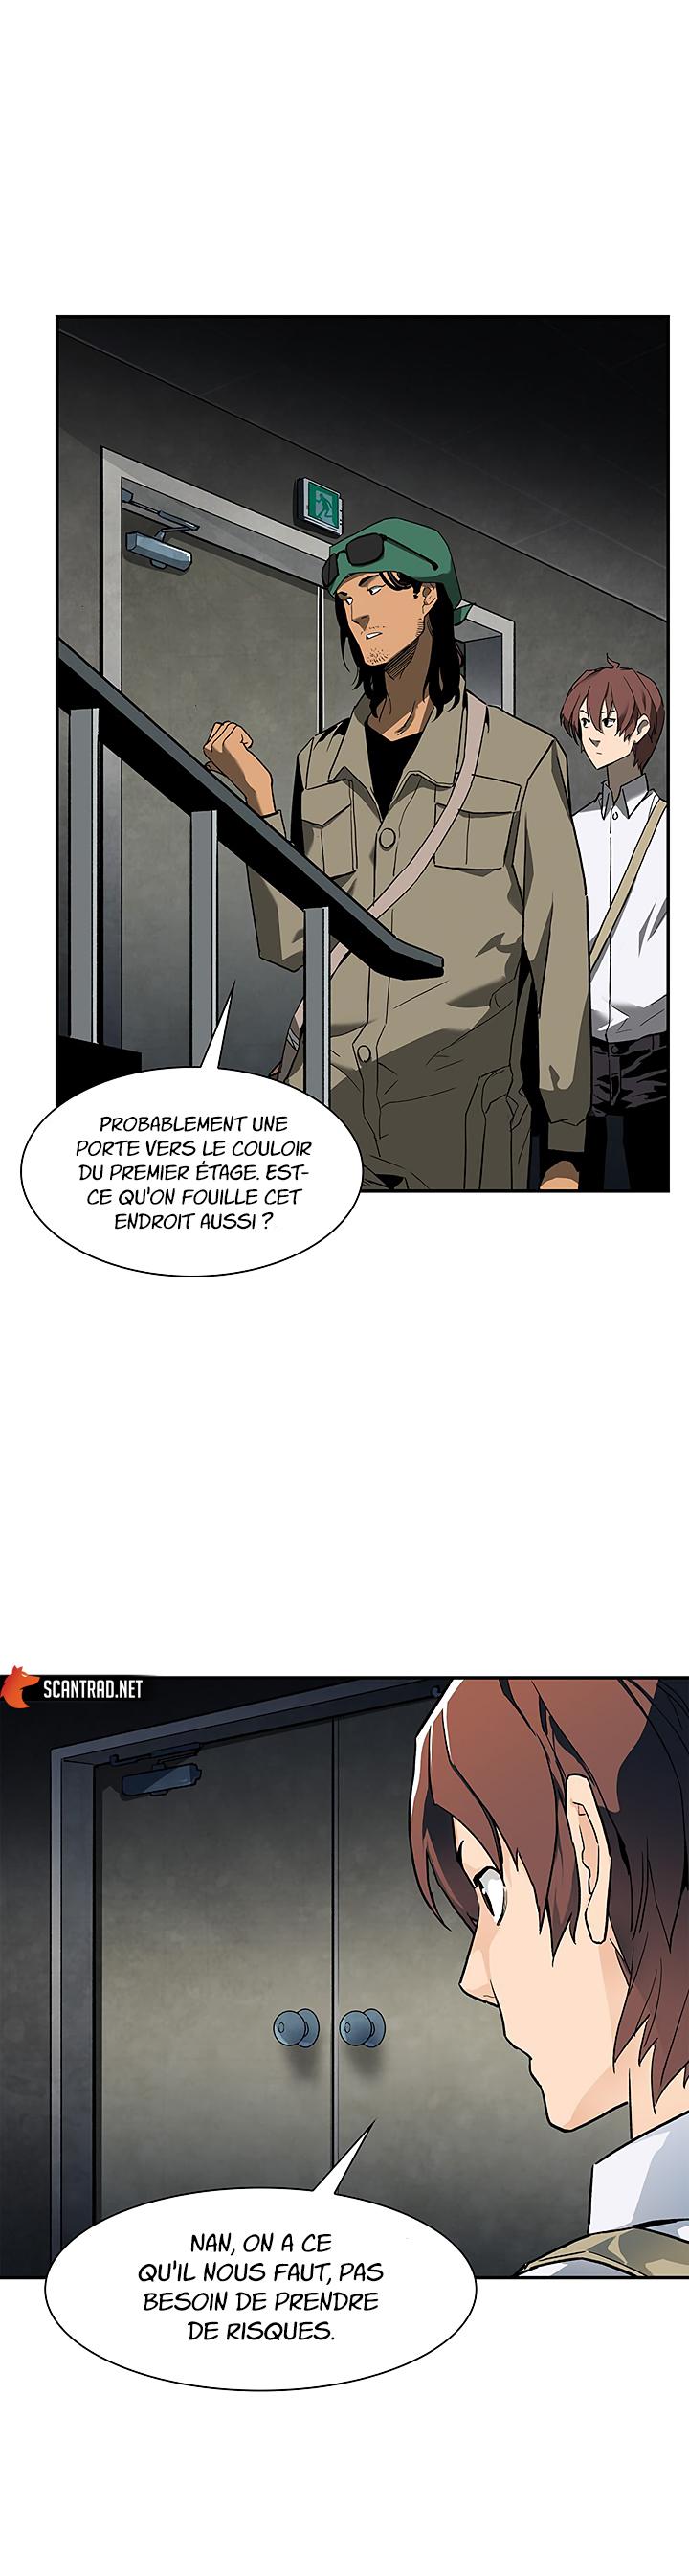 PROBABLEMENT UNE
PORTE VERS LE COULOIR
DU PREMIER ÉTAGE. EST-
CE QU'ON FOUILLE CET
ENDROIT AUSSI ?
SCANTRAD.NET
NAN, ON A CE
QU'IL NOUS FAUT, PAS
BESOIN DE PRENDRE
DE RISQUES.